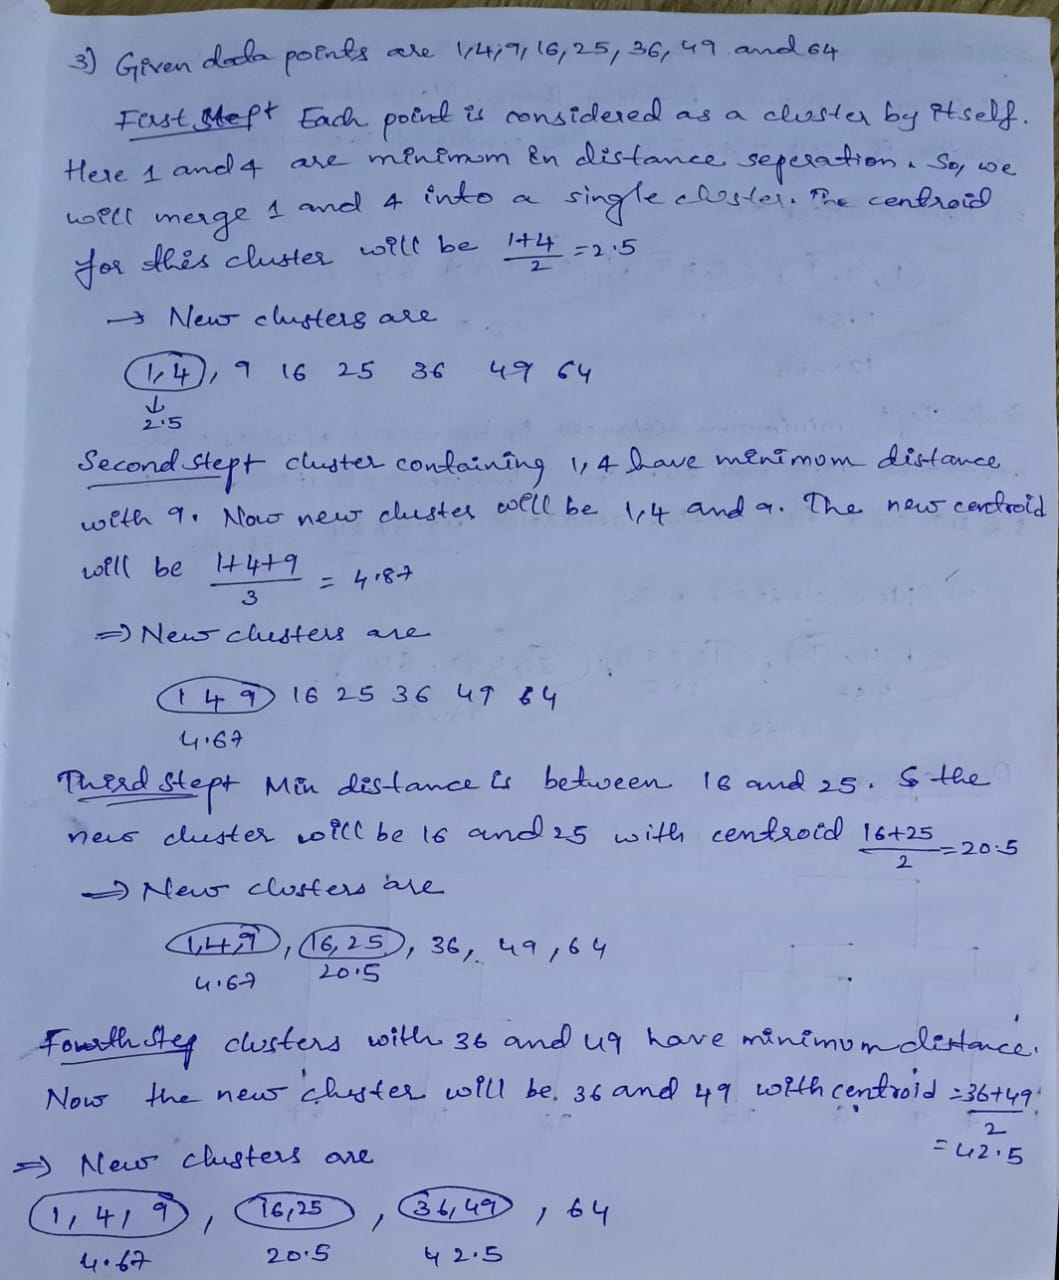 3) Given data points are 1,4,9,16,25,36,49 and 64
First step Each point is considered as a cluster by itself.
Here 1 and 4 are minimum in distance seperation. So, we
will merge 1 and 4 into a single cluster. The centroid
for this cluster will be 1+4/2 = 2.5
→ New clusters are
1,4, 9 16 25 36 49 64
↓
2.5
Second step cluster containing 1,4 have minimum distance
with 9. Now new cluster will be 1,4 and 9. The new centroid
will be 1+4+9/3 = 4.67
⇒ New clusters are
1 4 9 16 25 36 49 64
4.67
Third step Min distance is between 16 and 25. the
new cluster will be 16 and 25 with centroid 16+25/2 = 20.5
⇒ New clusters are
1,4,9, 16,25, 36, 49, 64
4.67 20.5
Fourth step clusters with 36 and 49 have minimum distance.
Now the new cluster will be 36 and 49 with centroid = 36+49/2
= 42.5
⇒ New clusters are
1, 4, 9, 16,25, 36,49, 64
4.67 20.5 42.5